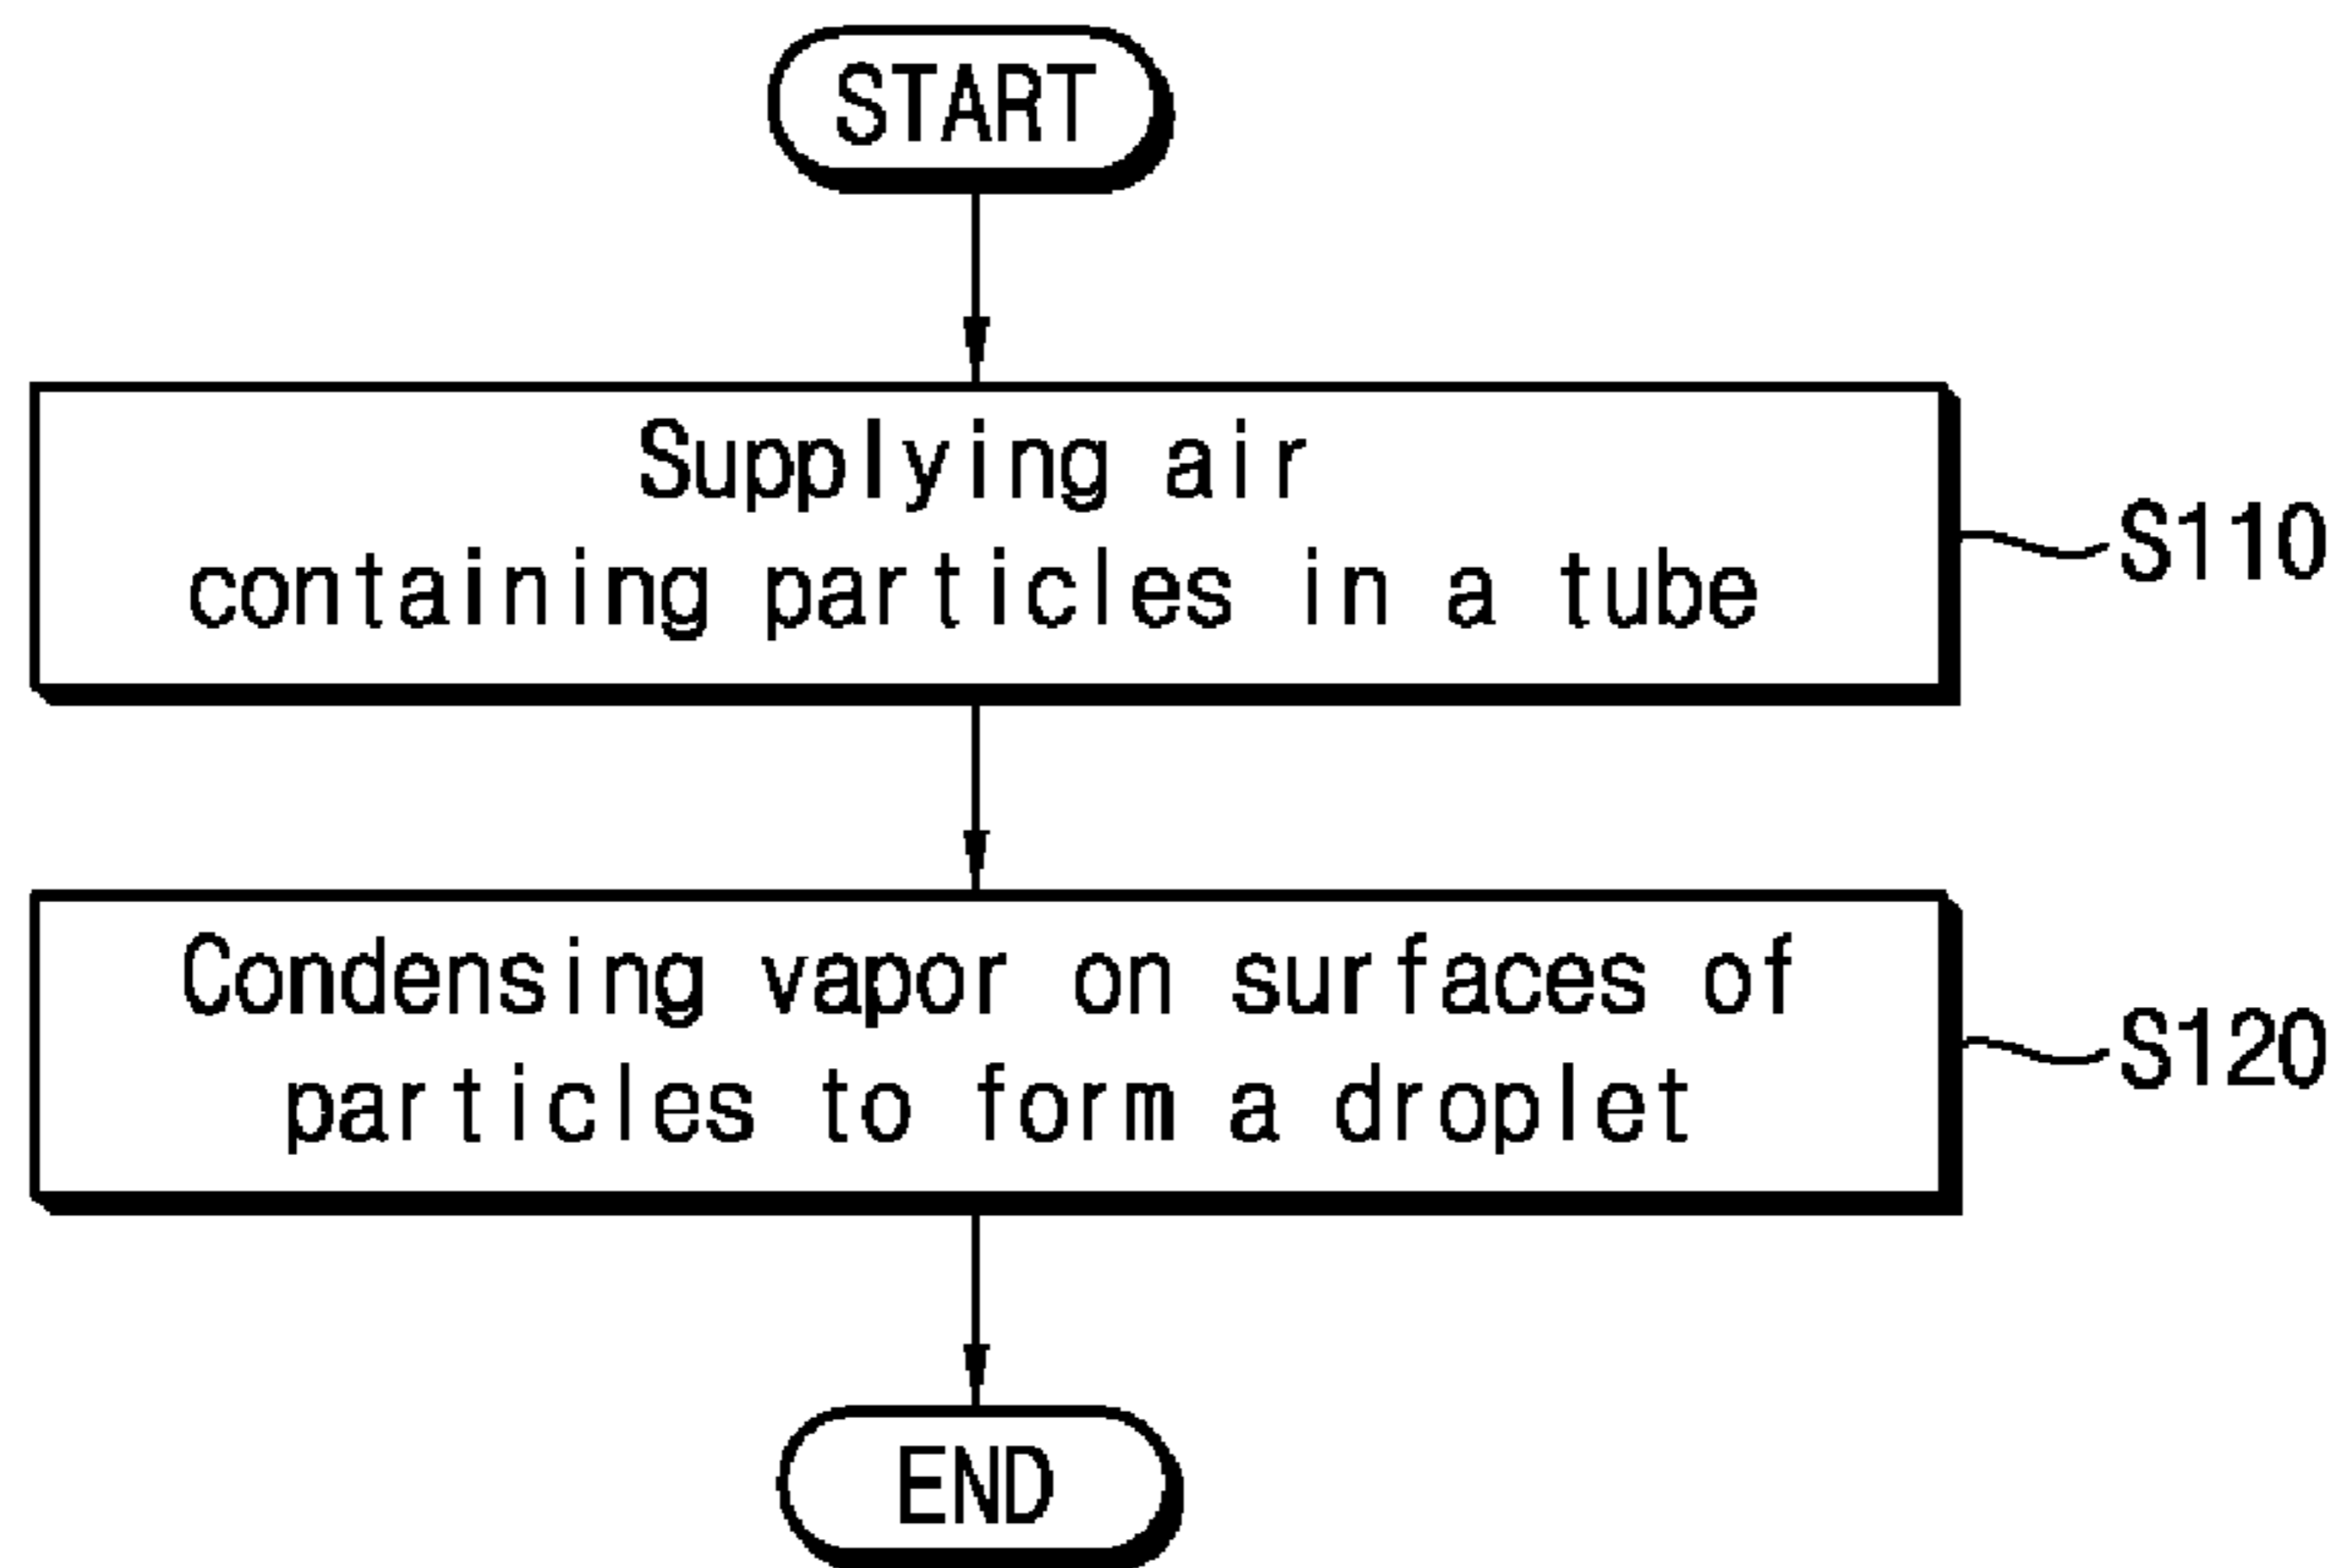 START
Supplying air
containing particles in a tube
S110
Condensing vapor on surfaces of
particles to form a droplet
S120
END